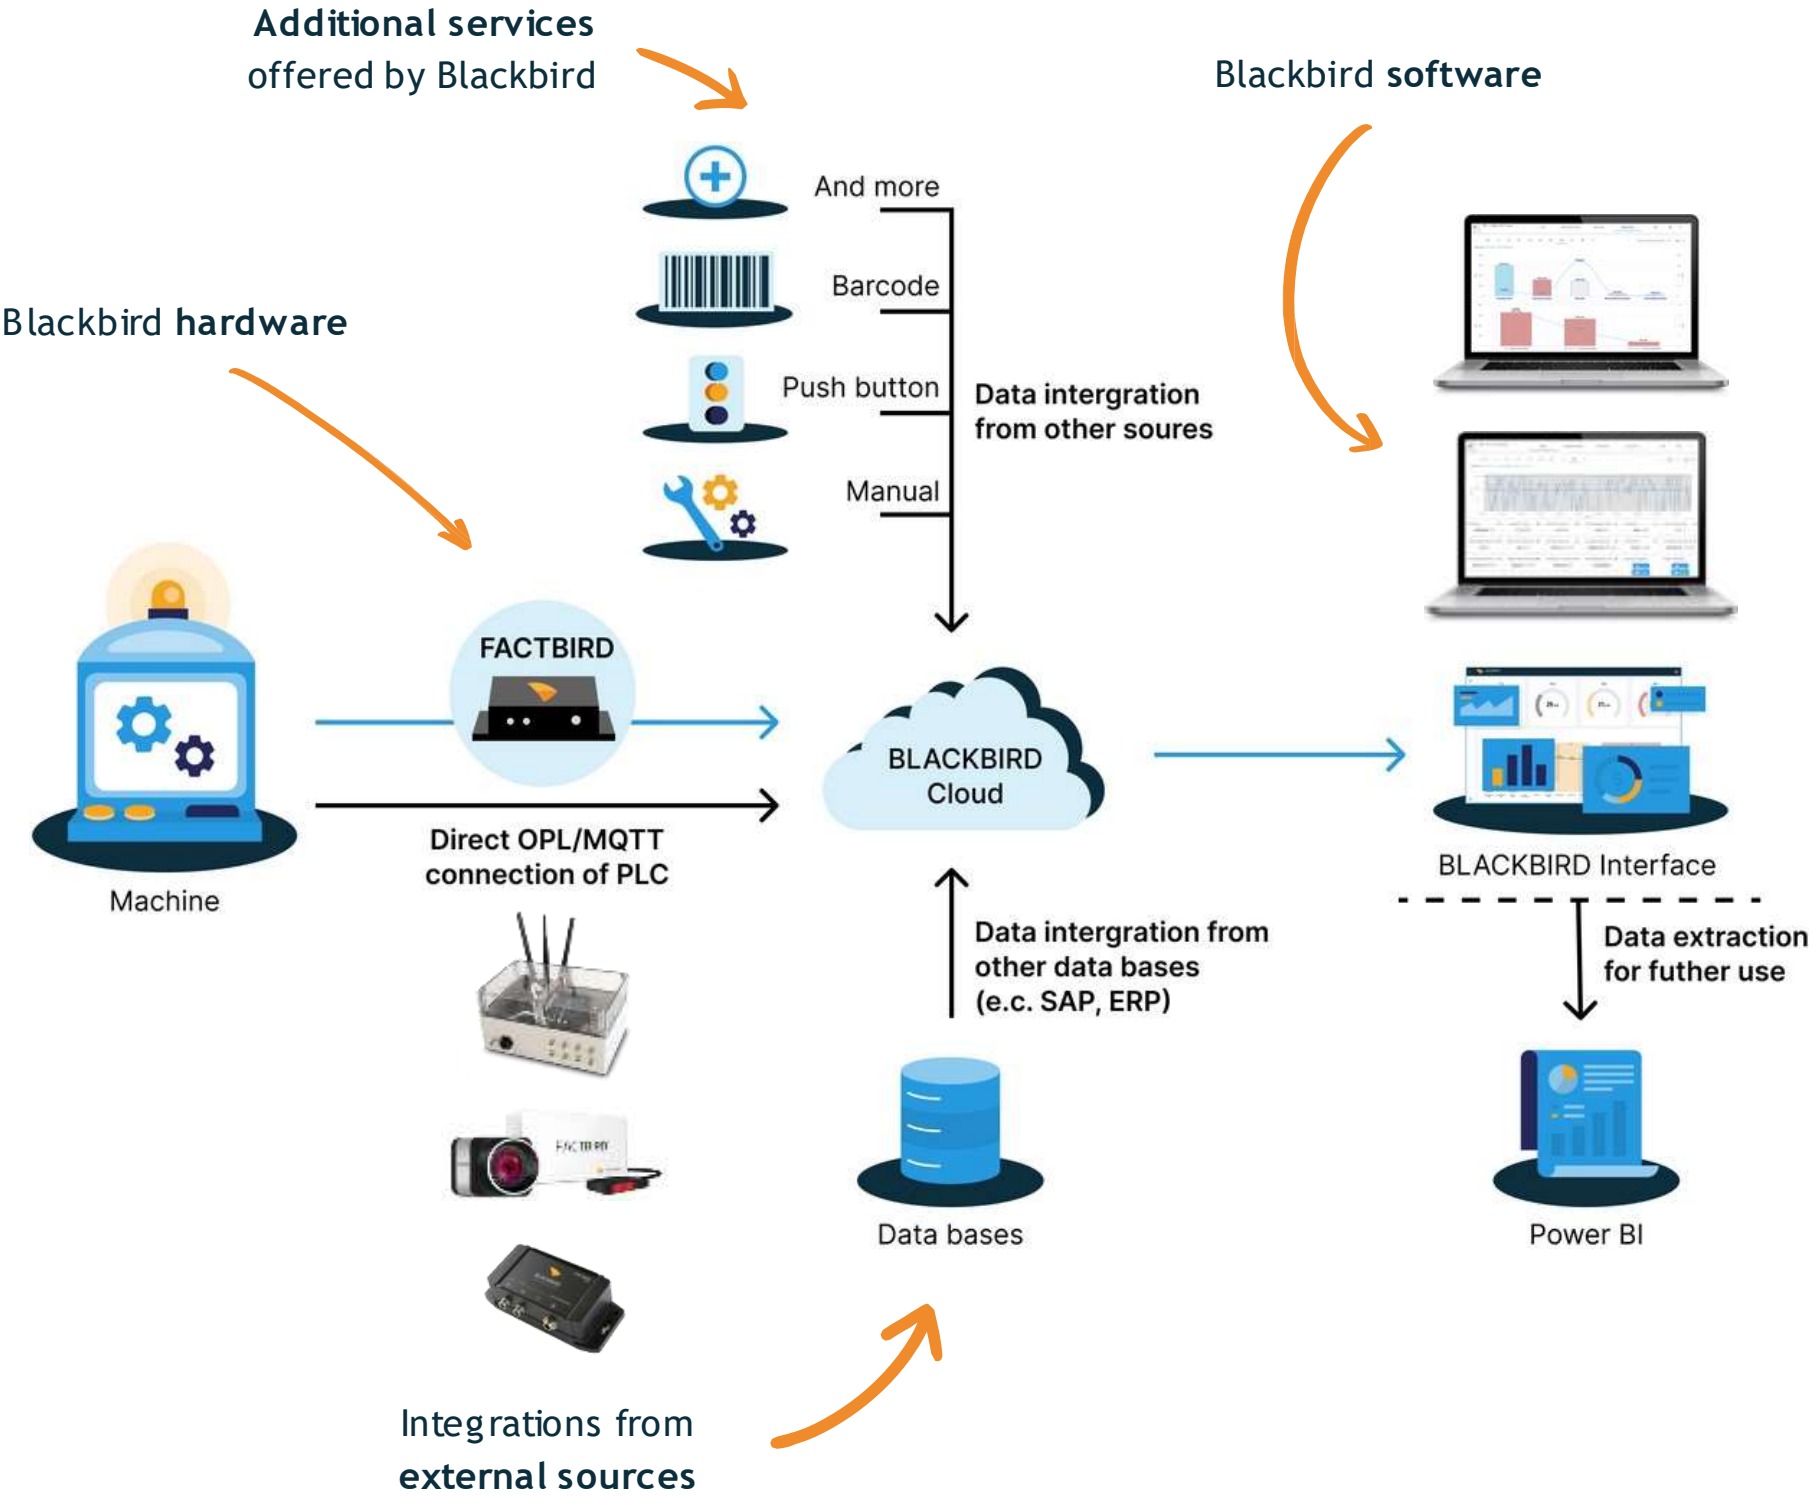 Additional services
offered by Blackbird
Blackbird software
And more
Barcode
Push button
Manual
Data intergration
from other soures
Blackbird hardware
FACTBIRD
BLACKBIRD
Cloud
Direct OPL/MQTT
connection of PLC
Machine
BLACKBIRD Interface
Data intergration from
other data bases
(e.c. SAP, ERP)
Data extraction
for futher use
FACTBIRD
Data bases
Power BI
Integrations from
external sources